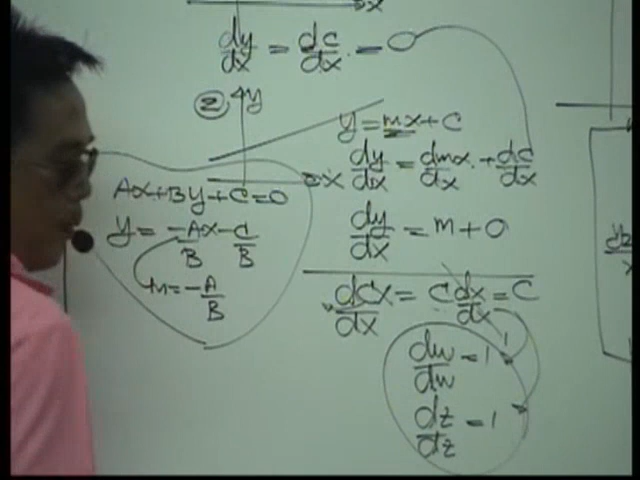 x
dy/dx = dc/dx = 0
② y
y = mx + C
x
dy/dx = dmx/dx + dc/dx
Ax + By + C = 0
y = -A/B x - C/B
dy/dx = m + 0
m = -A/B
dCx/dx = C dx/dx = C
dw/dw = 1
dz/dz = 1